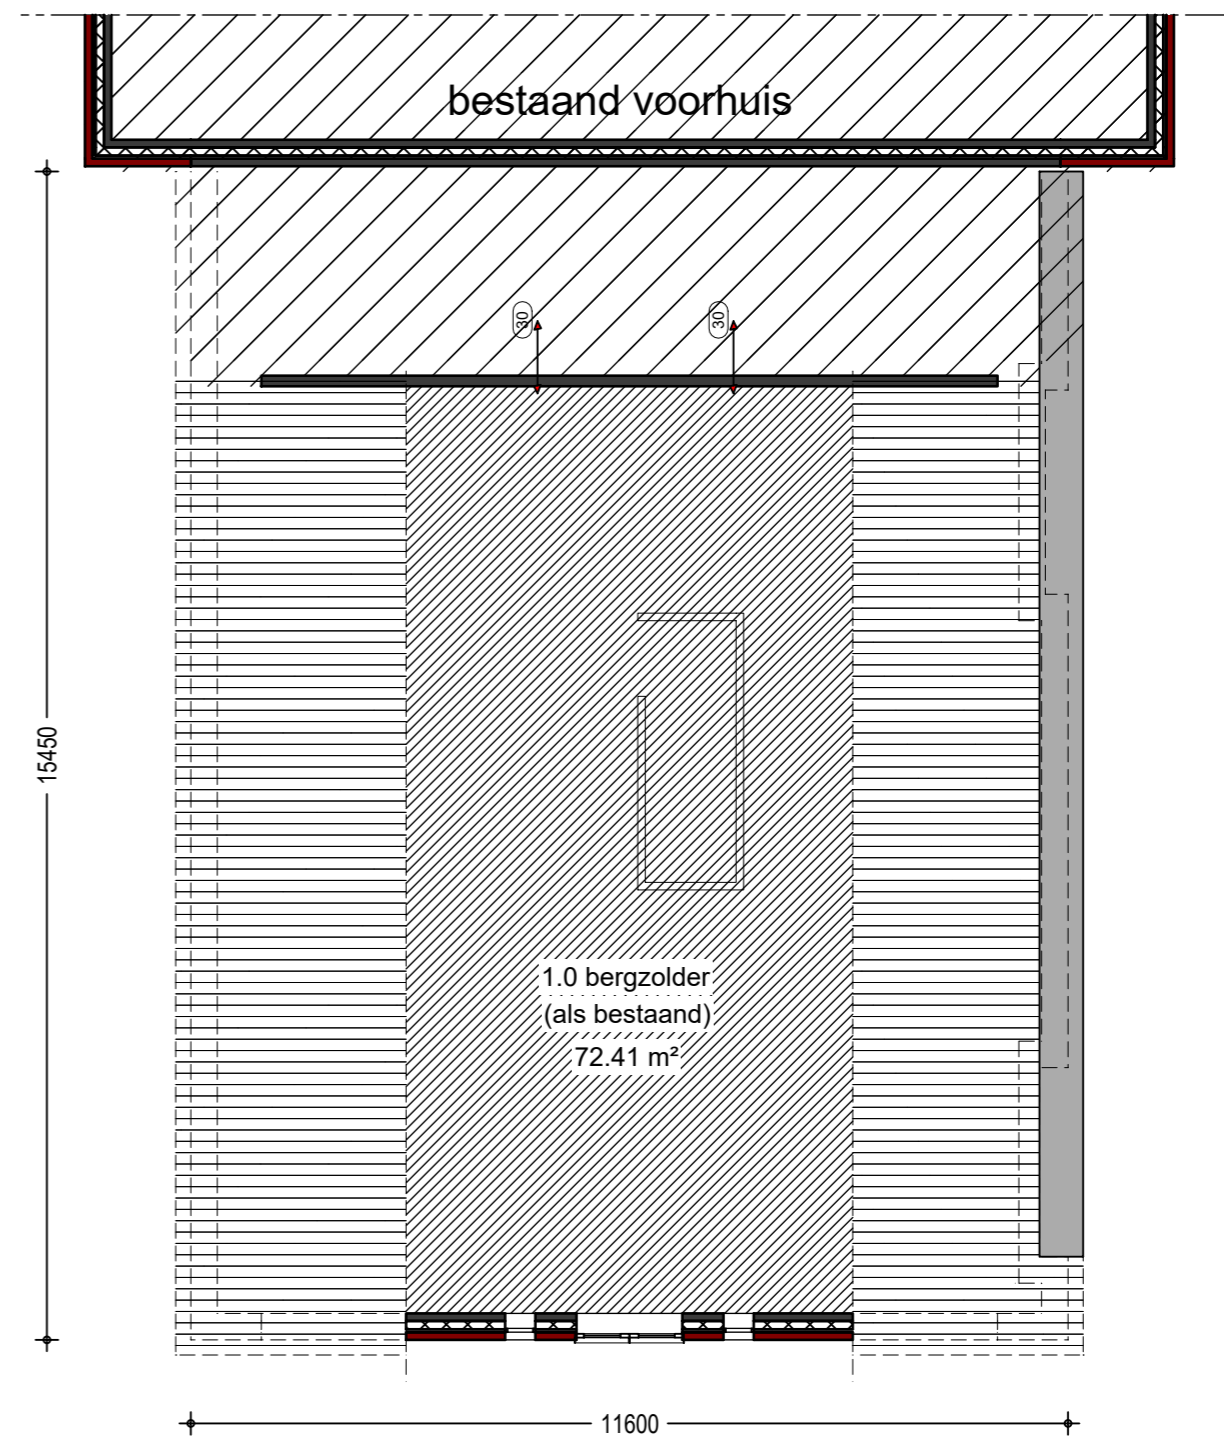 bestaand voorhuis
30
30
15450
1.0 bergzolder
(als bestaand)
72.41 m²
11600